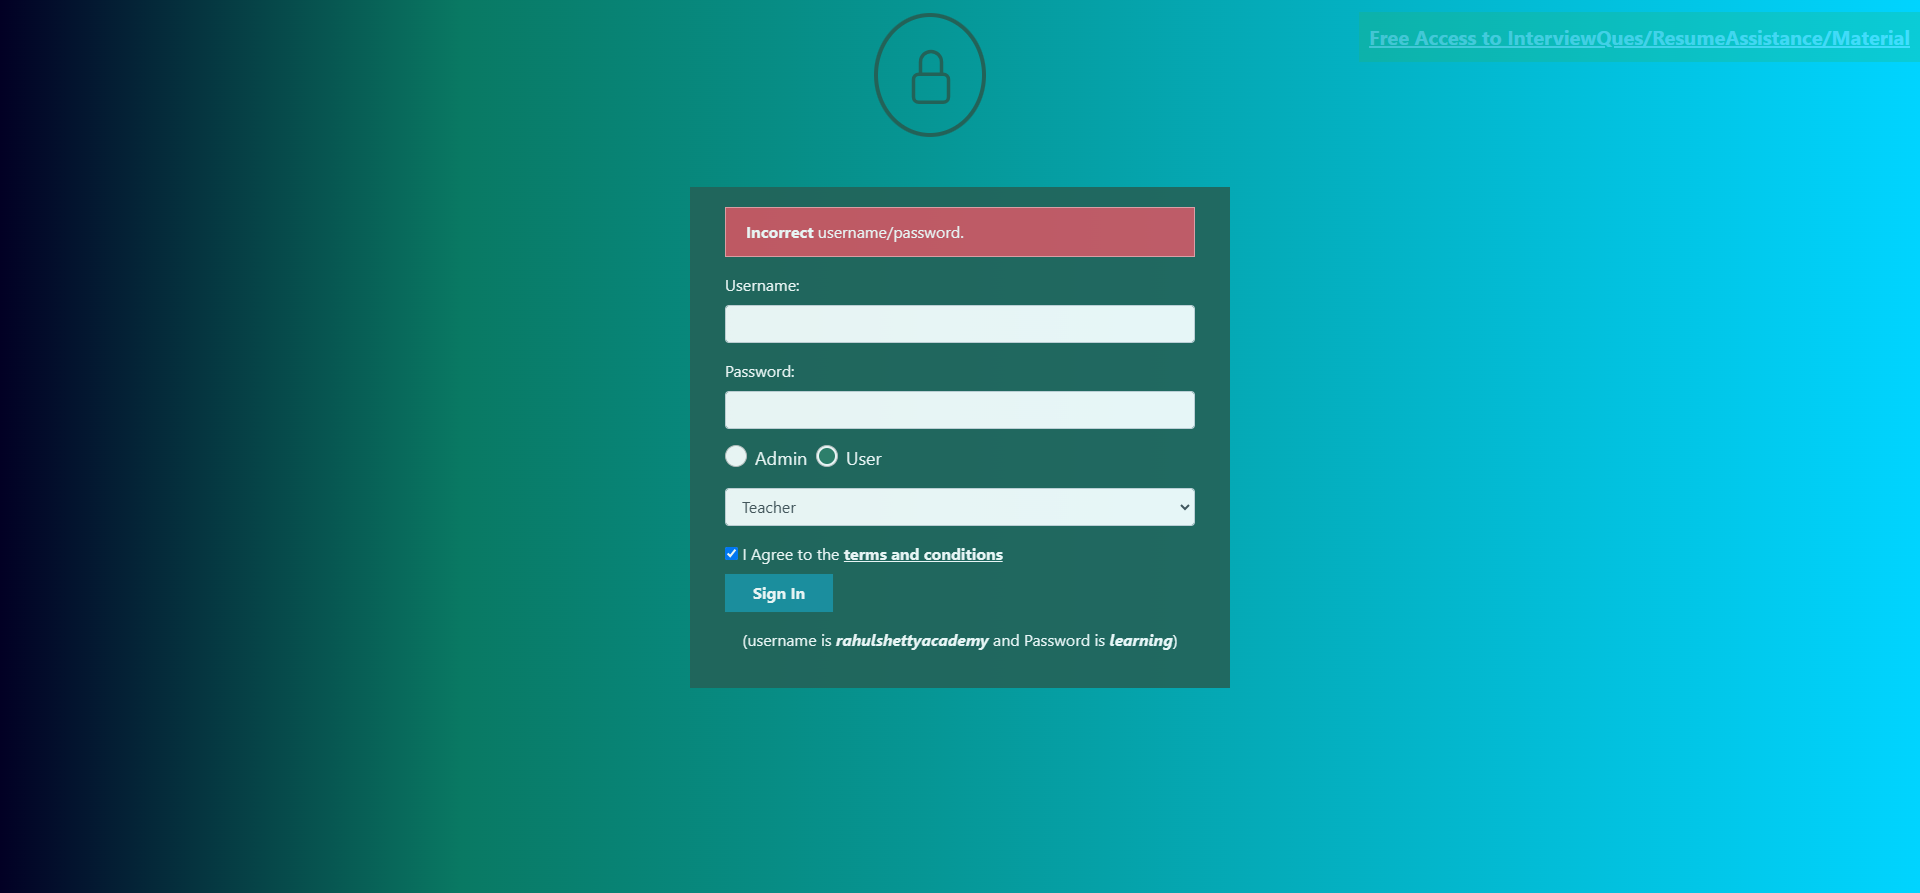 Free Access to InterviewQues/ResumeAssistance/Material
Incorrect username/password.
Username:
Password:
Admin User
Teacher
I Agree to the terms and conditions
Sign In
(username is rahulshettyacademy and Password is learning)